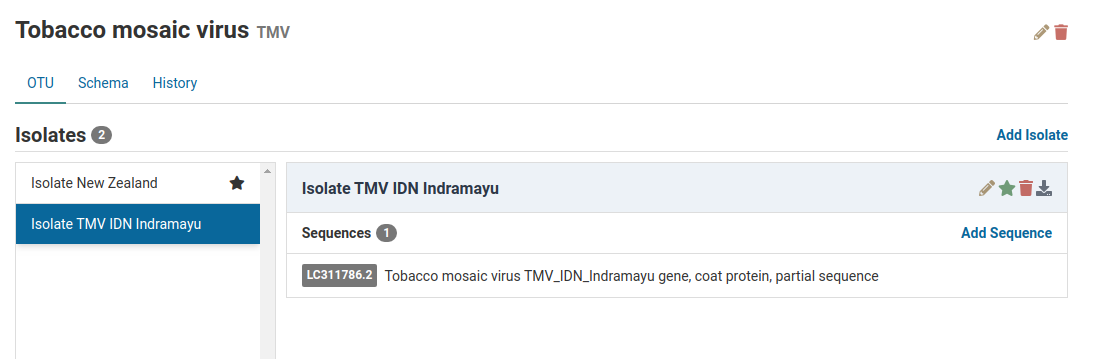 Tobacco mosaic virus TMV
OTU Schema History
Isolates 2 Add Isolate
Isolate New Zealand
Isolate TMV IDN Indramayu
Isolate TMV IDN Indramayu
Sequences 1 Add Sequence
LC311786.2 Tobacco mosaic virus TMV_IDN_Indramayu gene, coat protein, partial sequence